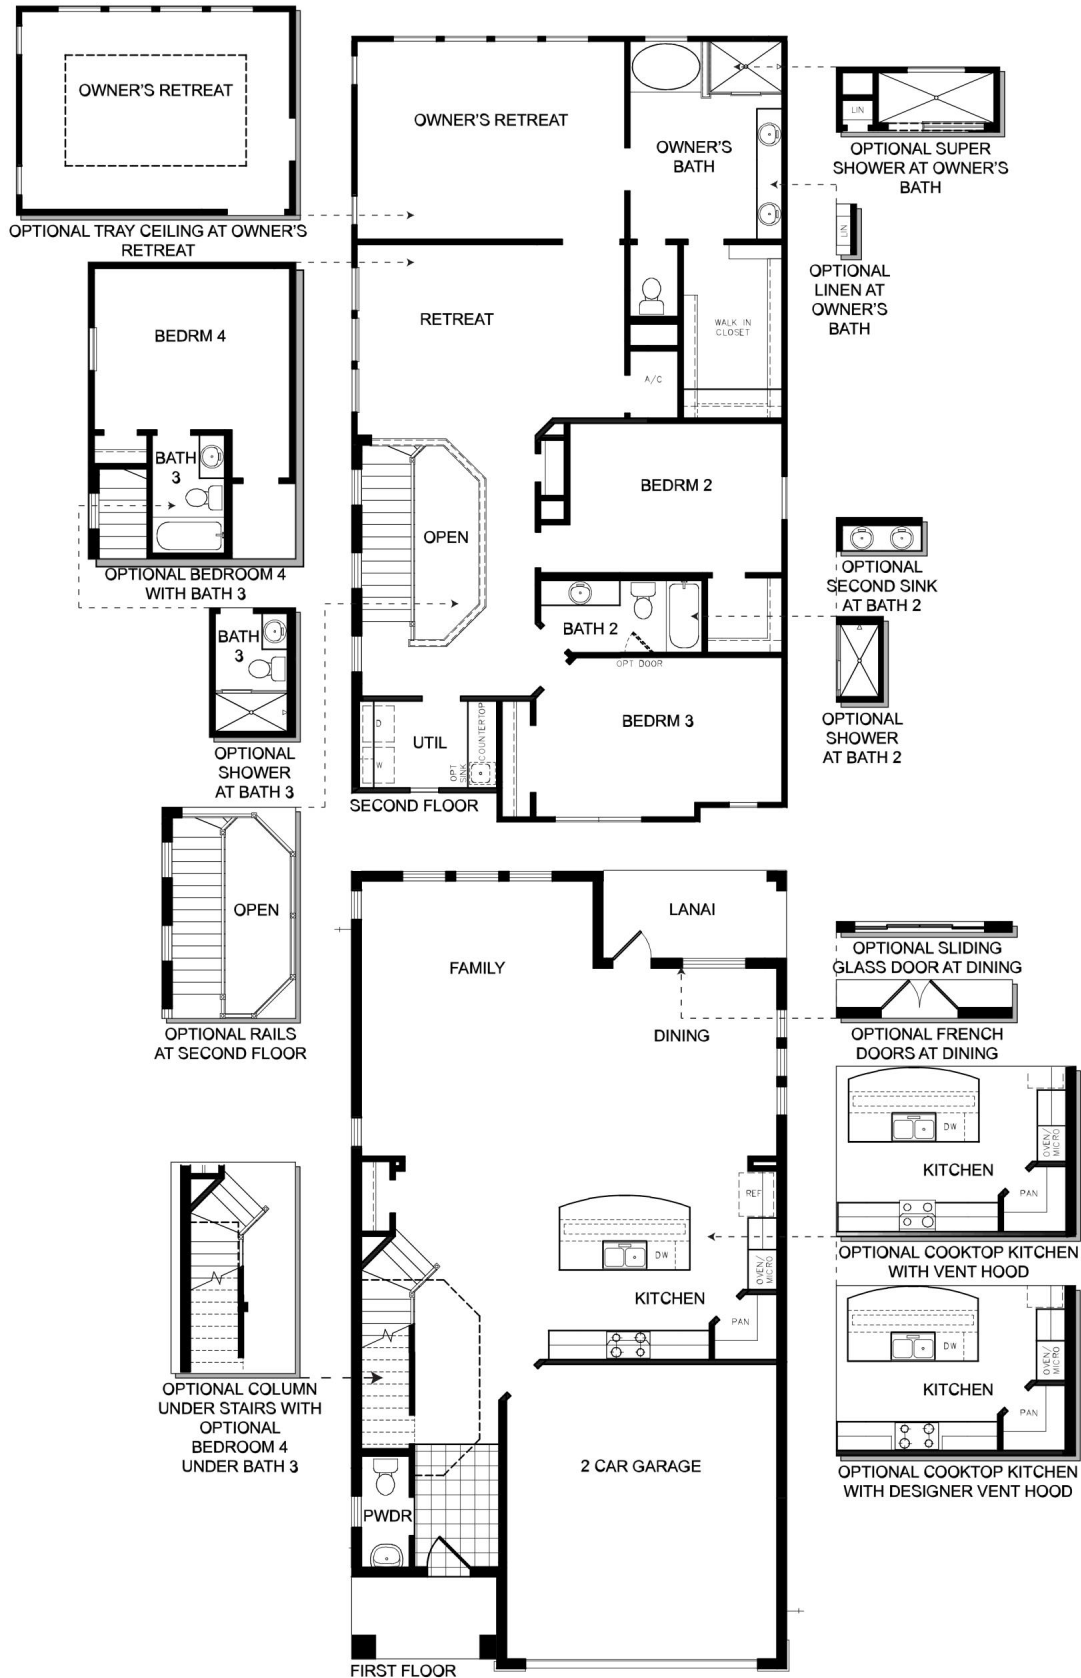 OWNER'S RETREAT
OPTIONAL TRAY CEILING AT OWNER'S
RETREAT
BEDRM 4
BATH
3
OPTIONAL BEDROOM 4
WITH BATH 3
BATH
3
OPTIONAL
SHOWER
AT BATH 3
OPEN
OPTIONAL RAILS
AT SECOND FLOOR
OPTIONAL COLUMN
UNDER STAIRS WITH
OPTIONAL
BEDROOM 4
UNDER BATH 3
OWNER'S RETREAT
OWNER'S
BATH
RETREAT
WALK IN
CLOSET
A/C
BEDRM 2
OPEN
BATH 2
OPT DOOR
BEDRM 3
D
W
UTIL
OPT
SINK
COUNTERTOP
SECOND FLOOR
LANAI
FAMILY
DINING
REF
DW
OVEN/
MICRO
KITCHEN
PAN
2 CAR GARAGE
PWDR
FIRST FLOOR
LIN
OPTIONAL SUPER
SHOWER AT OWNER'S
BATH
LIN
OPTIONAL
LINEN AT
OWNER'S
BATH
OPTIONAL
SECOND SINK
AT BATH 2
OPTIONAL
SHOWER
AT BATH 2
OPTIONAL SLIDING
GLASS DOOR AT DINING
OPTIONAL FRENCH
DOORS AT DINING
DW
OVEN/
MICRO
KITCHEN
PAN
OPTIONAL COOKTOP KITCHEN
WITH VENT HOOD
DW
OVEN/
MICRO
KITCHEN
PAN
OPTIONAL COOKTOP KITCHEN
WITH DESIGNER VENT HOOD